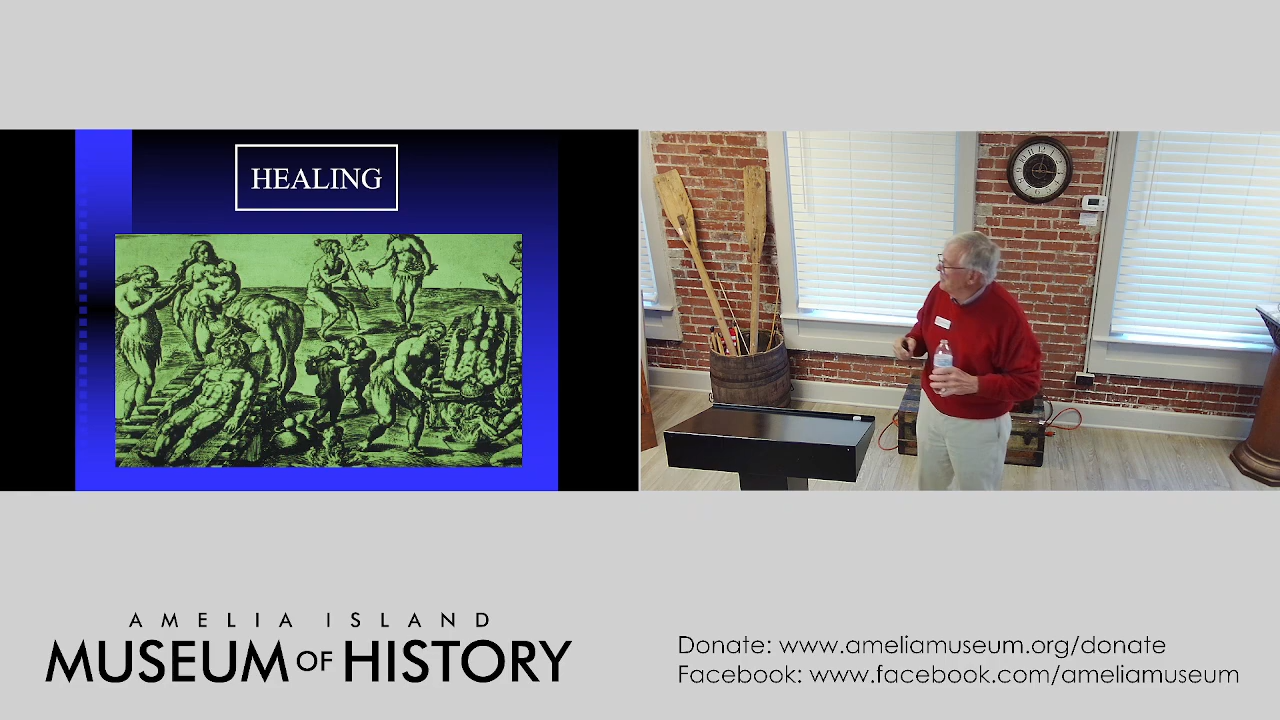 HEALING
AMELIA ISLAND
MUSEUM OF HISTORY
Donate: www.ameliamuseum.org/donate
Facebook: www.facebook.com/ameliamuseum